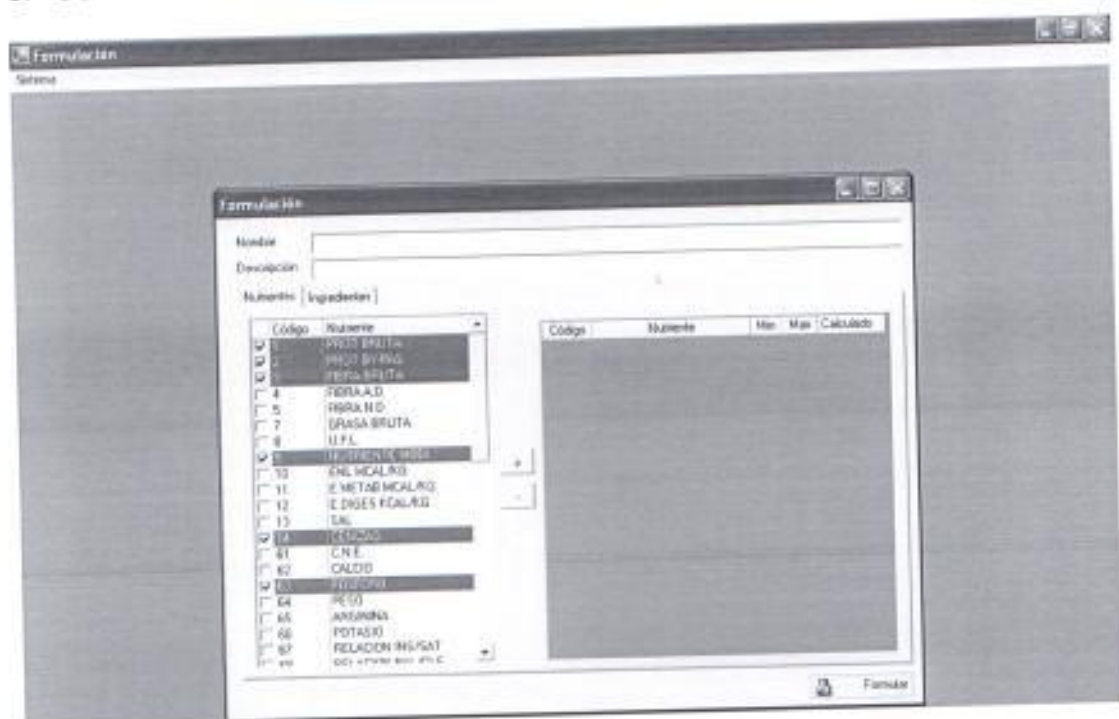 Formulación
Sistema
Formulación
Nombre
Descripción
Nutrientes Ingredientes
Código Nutriente
PROT BRUTA
2 PROT BY-PAS
FIBRA BRUTA
4 FIBRA A.D.
5 FIBRA N.D
7 GRASA BRUTA
8 U.F.L.
9 NUTRIENTE
10 ENL MCAL/KG
11 E.METAB MCAL/KG
12 E.DIGES KCAL/KG
13 SAL
14 CENIZAS
61 C.N.E.
62 CALCIO
63 FOSFORO
64 PESO
65 ARGININA
66 POTASIO
67 RELACION INS/SAT
+
-
Código Nutriente Min Max Calculado
Formular